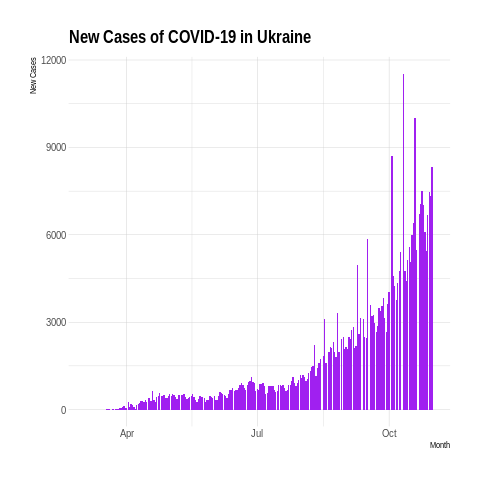 New Cases of COVID-19 in Ukraine
New Cases
12000
9000
6000
3000
0
Apr
Jul
Oct
Month